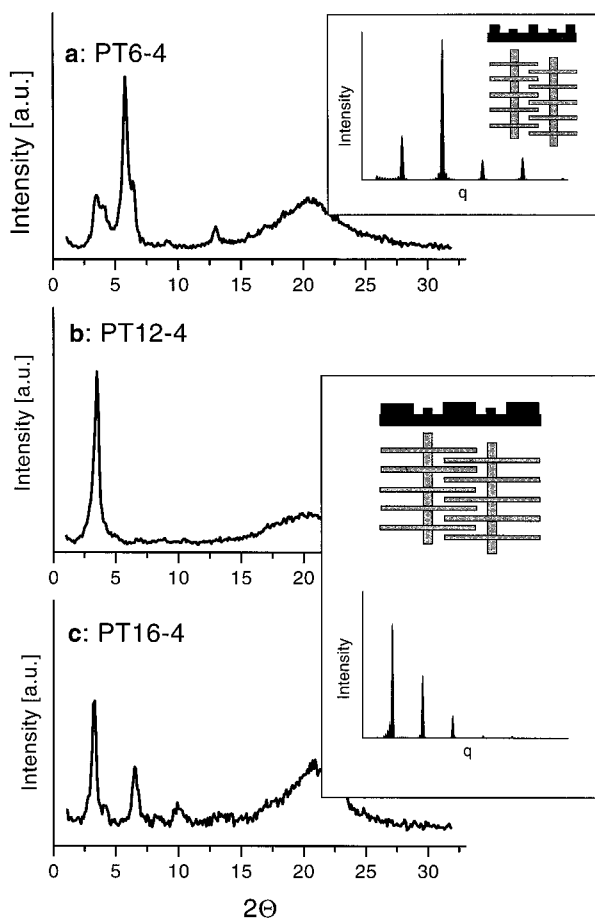 a: PT6-4
Intensity [a.u.]
0 5 10 15 20 25 30
Intensity
q
b: PT12-4
Intensity [a.u.]
0 5 10 15 20
c: PT16-4
Intensity [a.u.]
0 5 10 15 20 25 30
2Θ
Intensity
q